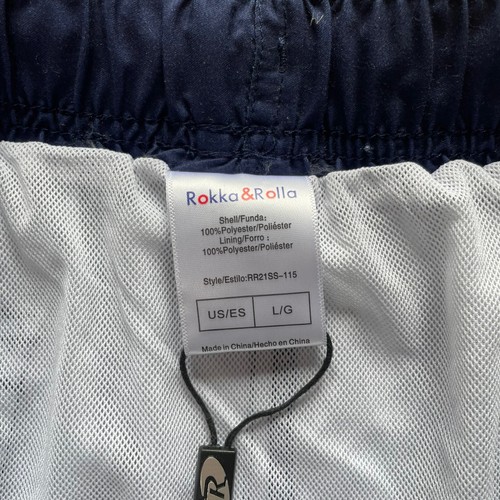 Rokka&Rolla
Shell/Funda:
100%Polyester/Poliéster
Lining/Forro :
100%Polyester/Poliéster
Style/Estilo:RR21SS-115
US/ES L/G
Made in China/Hecho en China
R